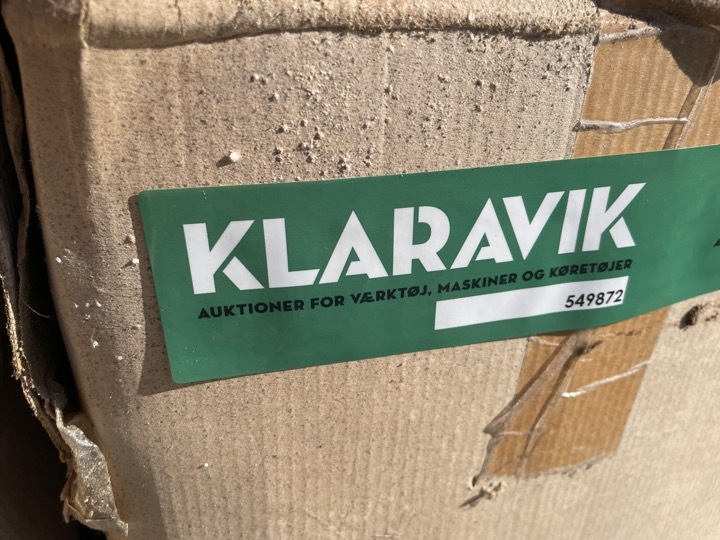 KLARAVIK
AUKTIONER FOR VÆRKTØJ, MASKINER OG KØRETØJER
549872